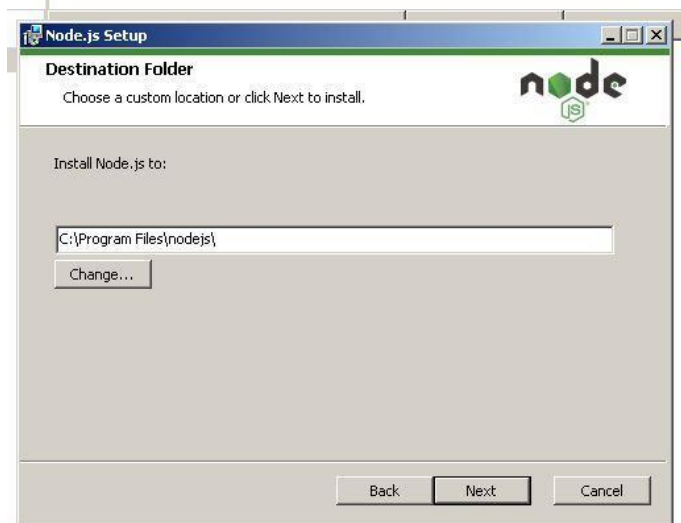 Node.js Setup
Destination Folder
Choose a custom location or click Next to install.
node
JS
Install Node.js to:
C:\Program Files\nodejs\
Change...
Back Next Cancel